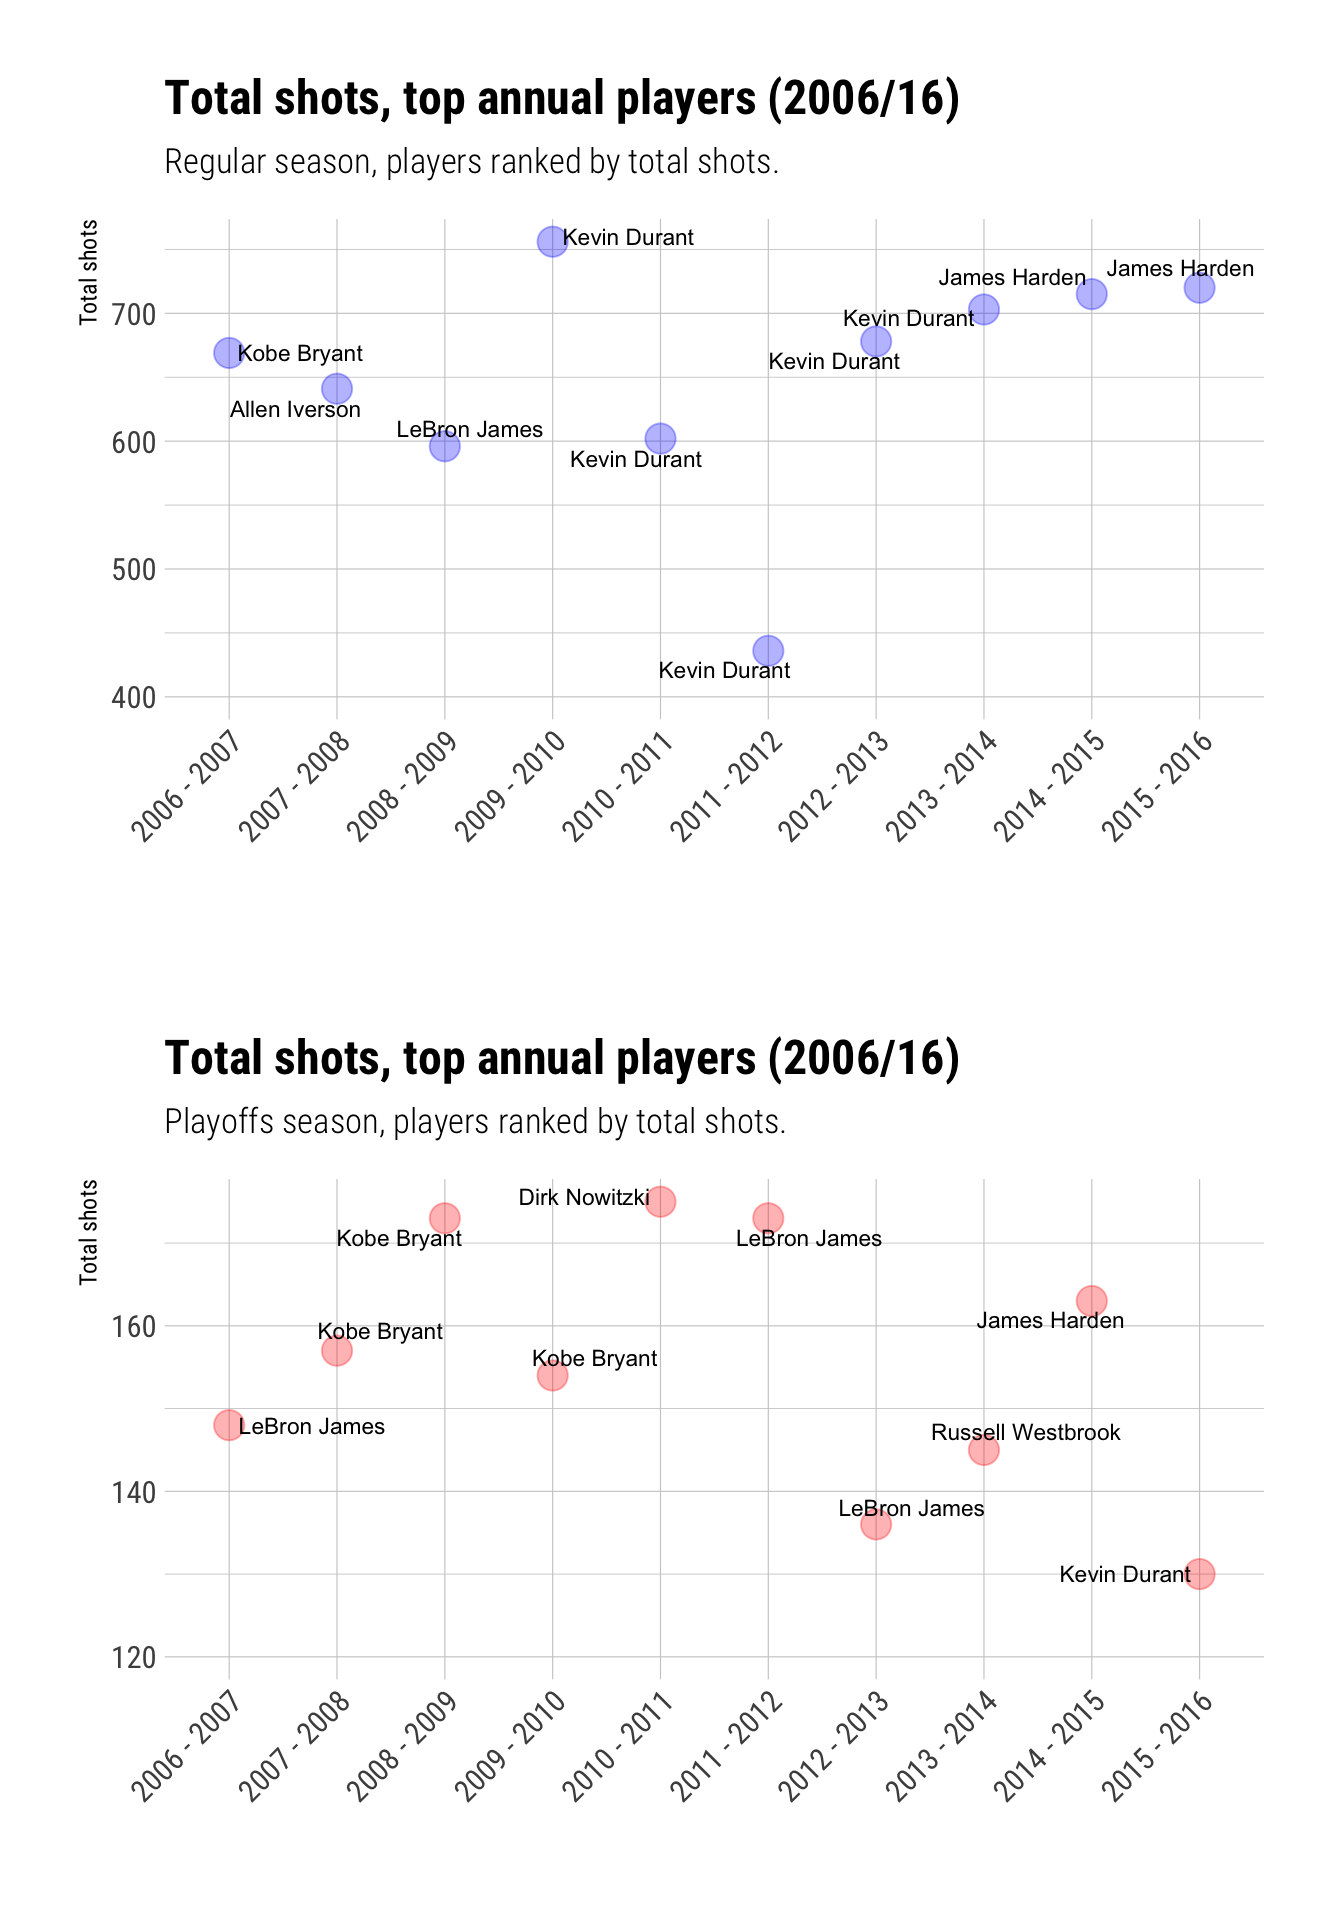 Total shots, top annual players (2006/16)
Regular season, players ranked by total shots.
Total shots
Kevin Durant
James Harden
James Harden
700
Kevin Durant
Kobe Bryant
Kevin Durant
Allen Iverson
LeBron James
600
Kevin Durant
500
Kevin Durant
400
2006 - 2007
2007 - 2008
2008 - 2009
2009 - 2010
2010 - 2011
2011 - 2012
2012 - 2013
2013 - 2014
2014 - 2015
2015 - 2016
Total shots, top annual players (2006/16)
Playoffs season, players ranked by total shots.
Total shots
Dirk Nowitzki
Kobe Bryant
LeBron James
James Harden
160
Kobe Bryant
Kobe Bryant
LeBron James
Russell Westbrook
140
LeBron James
Kevin Durant
120
2006 - 2007
2007 - 2008
2008 - 2009
2009 - 2010
2010 - 2011
2011 - 2012
2012 - 2013
2013 - 2014
2014 - 2015
2015 - 2016